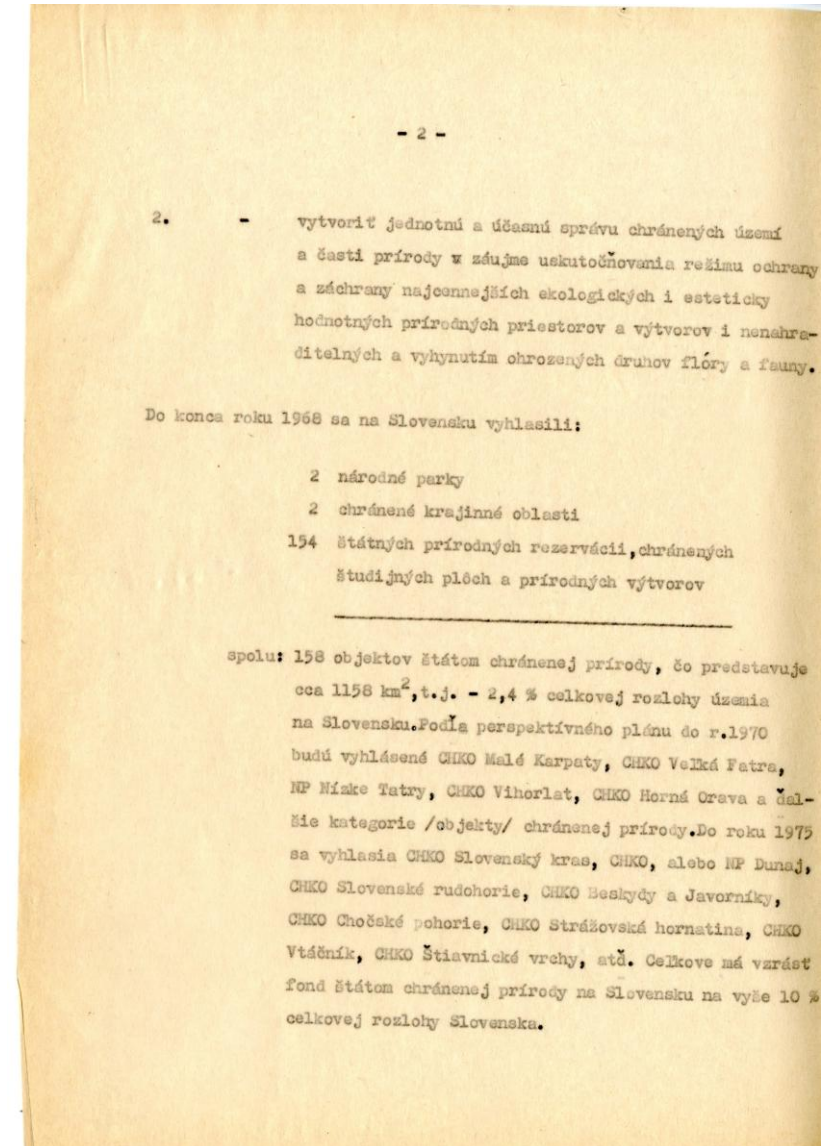 - 2 -
2. - vytvoriť jednotnú a účasnú správu chránených území
a časti prírody v záujme uskutočňovania režimu ochrany
a záchrany najcennejších ekologických i esteticky
hodnotných prírodných priestorov a výtvorov i nenahra-
diteľných a vyhynutím ohrozených druhov flóry a fauny.
Do konca roku 1968 sa na Slovensku vyhlasili:
2 národné parky
2 chránené krajinné oblasti
154 štátných prírodných rezervácii,chránených
študijných plôch a prírodných výtvorov
spolu: 158 objektov štátom chránenej prírody, čo predstavuje
cca 1158 km²,t.j. - 2,4 % celkovej rozlohy územia
na Slovensku.Podľa perspektívného plánu do r.1970
budú vyhlásené CHKO Malé Karpaty, CHKO Veľká Fatra,
NP Nízke Tatry, CHKO Vihorlat, CHKO Horná Orava a ďal-
šie kategorie /objekty/ chránenej prírody.Do roku 1975
sa vyhlasia CHKO Slovenský kras, CHKO, alebo NP Dunaj,
CHKO Slovenské rudohorie, CHKO Beskydy a Javorníky,
CHKO Chočské pohorie, CHKO Strážovská hornatina, CHKO
Vtáčník, CHKO Štiavnické vrchy, atď. Celkove má vzrásť
fond štátom chránenej prírody na Slovensku na vyše 10 %
celkovej rozlohy Slovenska.